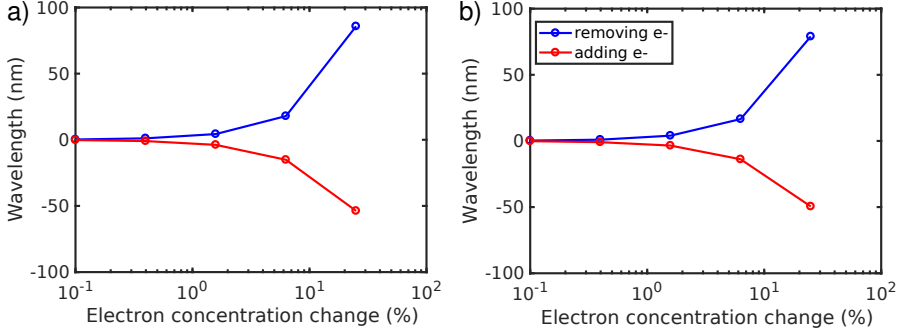 a)
100
50
0
-50
-100
Wavelength (nm)
10^-1
10^0
10^1
10^2
Electron concentration change (%)
b)
removing e-
adding e-
100
50
0
-50
-100
Wavelength (nm)
10^-1
10^0
10^1
10^2
Electron concentration change (%)